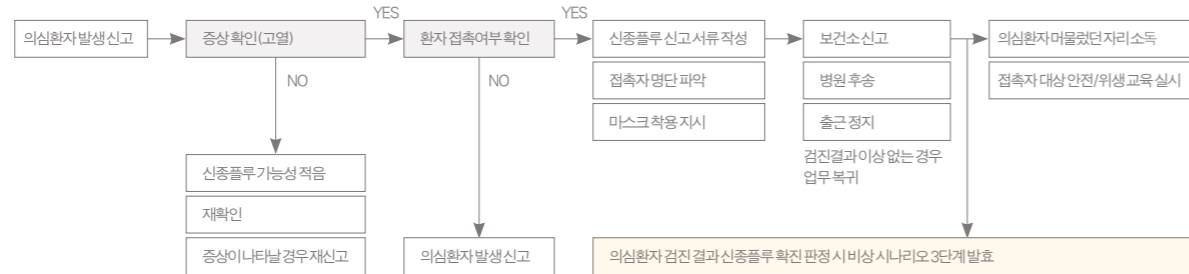 YES
YES
의심환자 발생 신고
증상 확인(고열)
환자 접촉여부 확인
신종플루 신고 서류 작성
보건소 신고
의심환자 머물렀던 자리 소독
NO
NO
접촉자 명단 파악
병원 후송
접촉자 대상 안전/위생 교육 실시
마스크 착용 지시
출근 정지
검진결과 이상 없는 경우
업무 복귀
신종플루 가능성 적음
재확인
증상이 나타날 경우 재신고
의심환자 발생 신고
의심환자 검진 결과 신종플루 확진 판정 시 비상 시나리오 3단계 발효